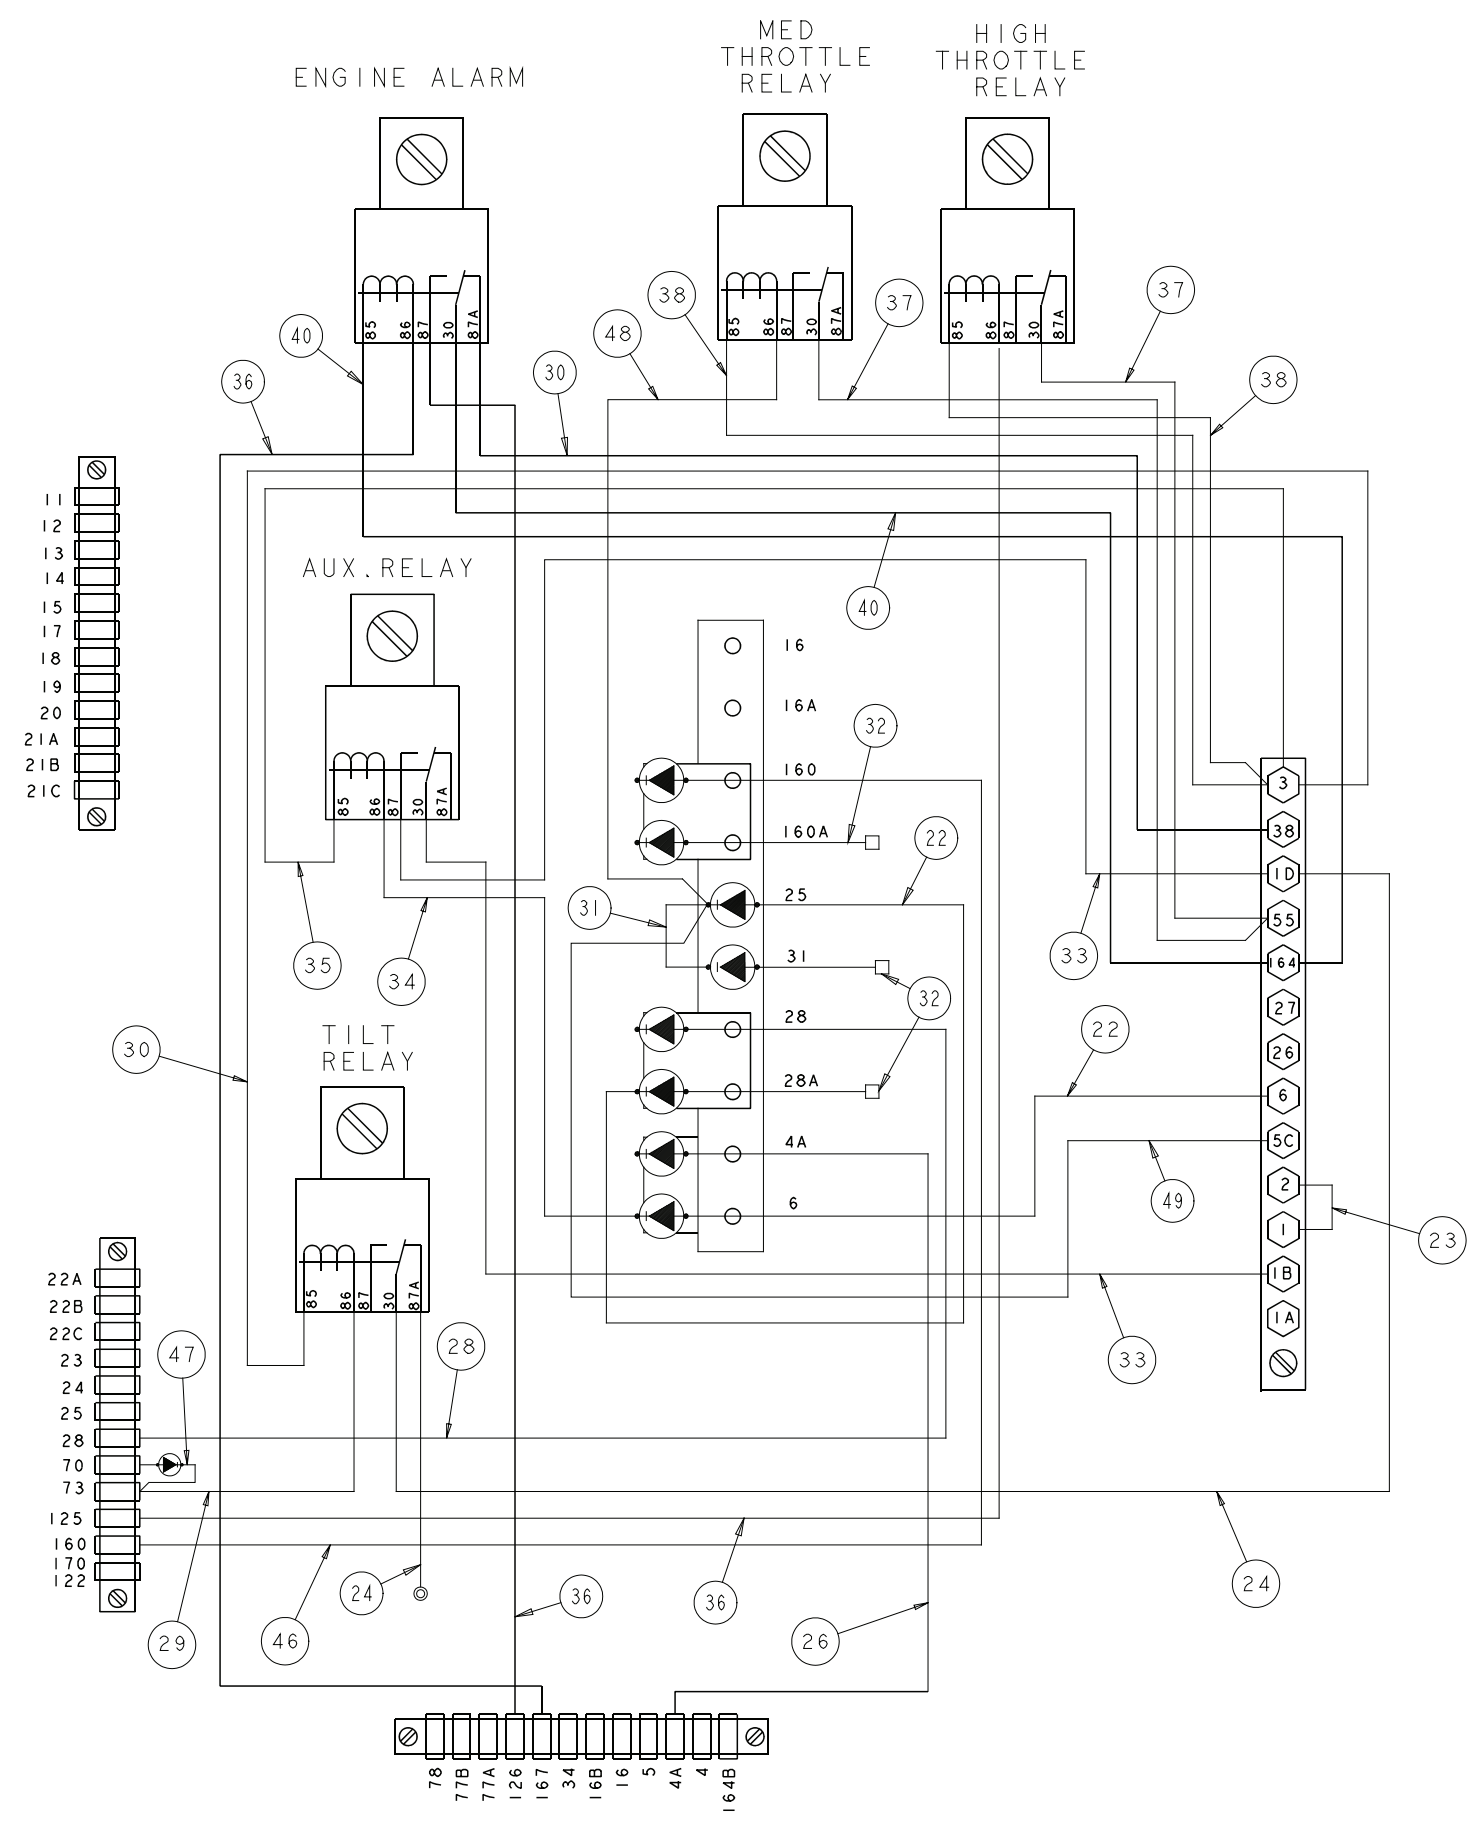 MED
THROTTLE
RELAY
HIGH
THROTTLE
RELAY
ENGINE ALARM
85 86 87 30 87A
85 86 87 30 87A
85 86 87 30 87A
38
37
37
40
48
36
30
38
11
12
13
14
15
17
18
19
20
21A
21B
21C
AUX. RELAY
85 86 87 30 87A
40
16
16A
32
160
160A
22
25
31
31
32
28
28A
4A
6
3
38
1D
55
164
27
26
6
5C
2
1
1B
1A
33
22
49
23
33
35
34
30
TILT
RELAY
85 86 87 30 87A
28
22A
22B
22C
23
24
25
28
70
73
125
160
170
122
47
29
46
24
36
36
26
24
78
77B
77A
126
167
34
16B
16
5
4A
4
164B